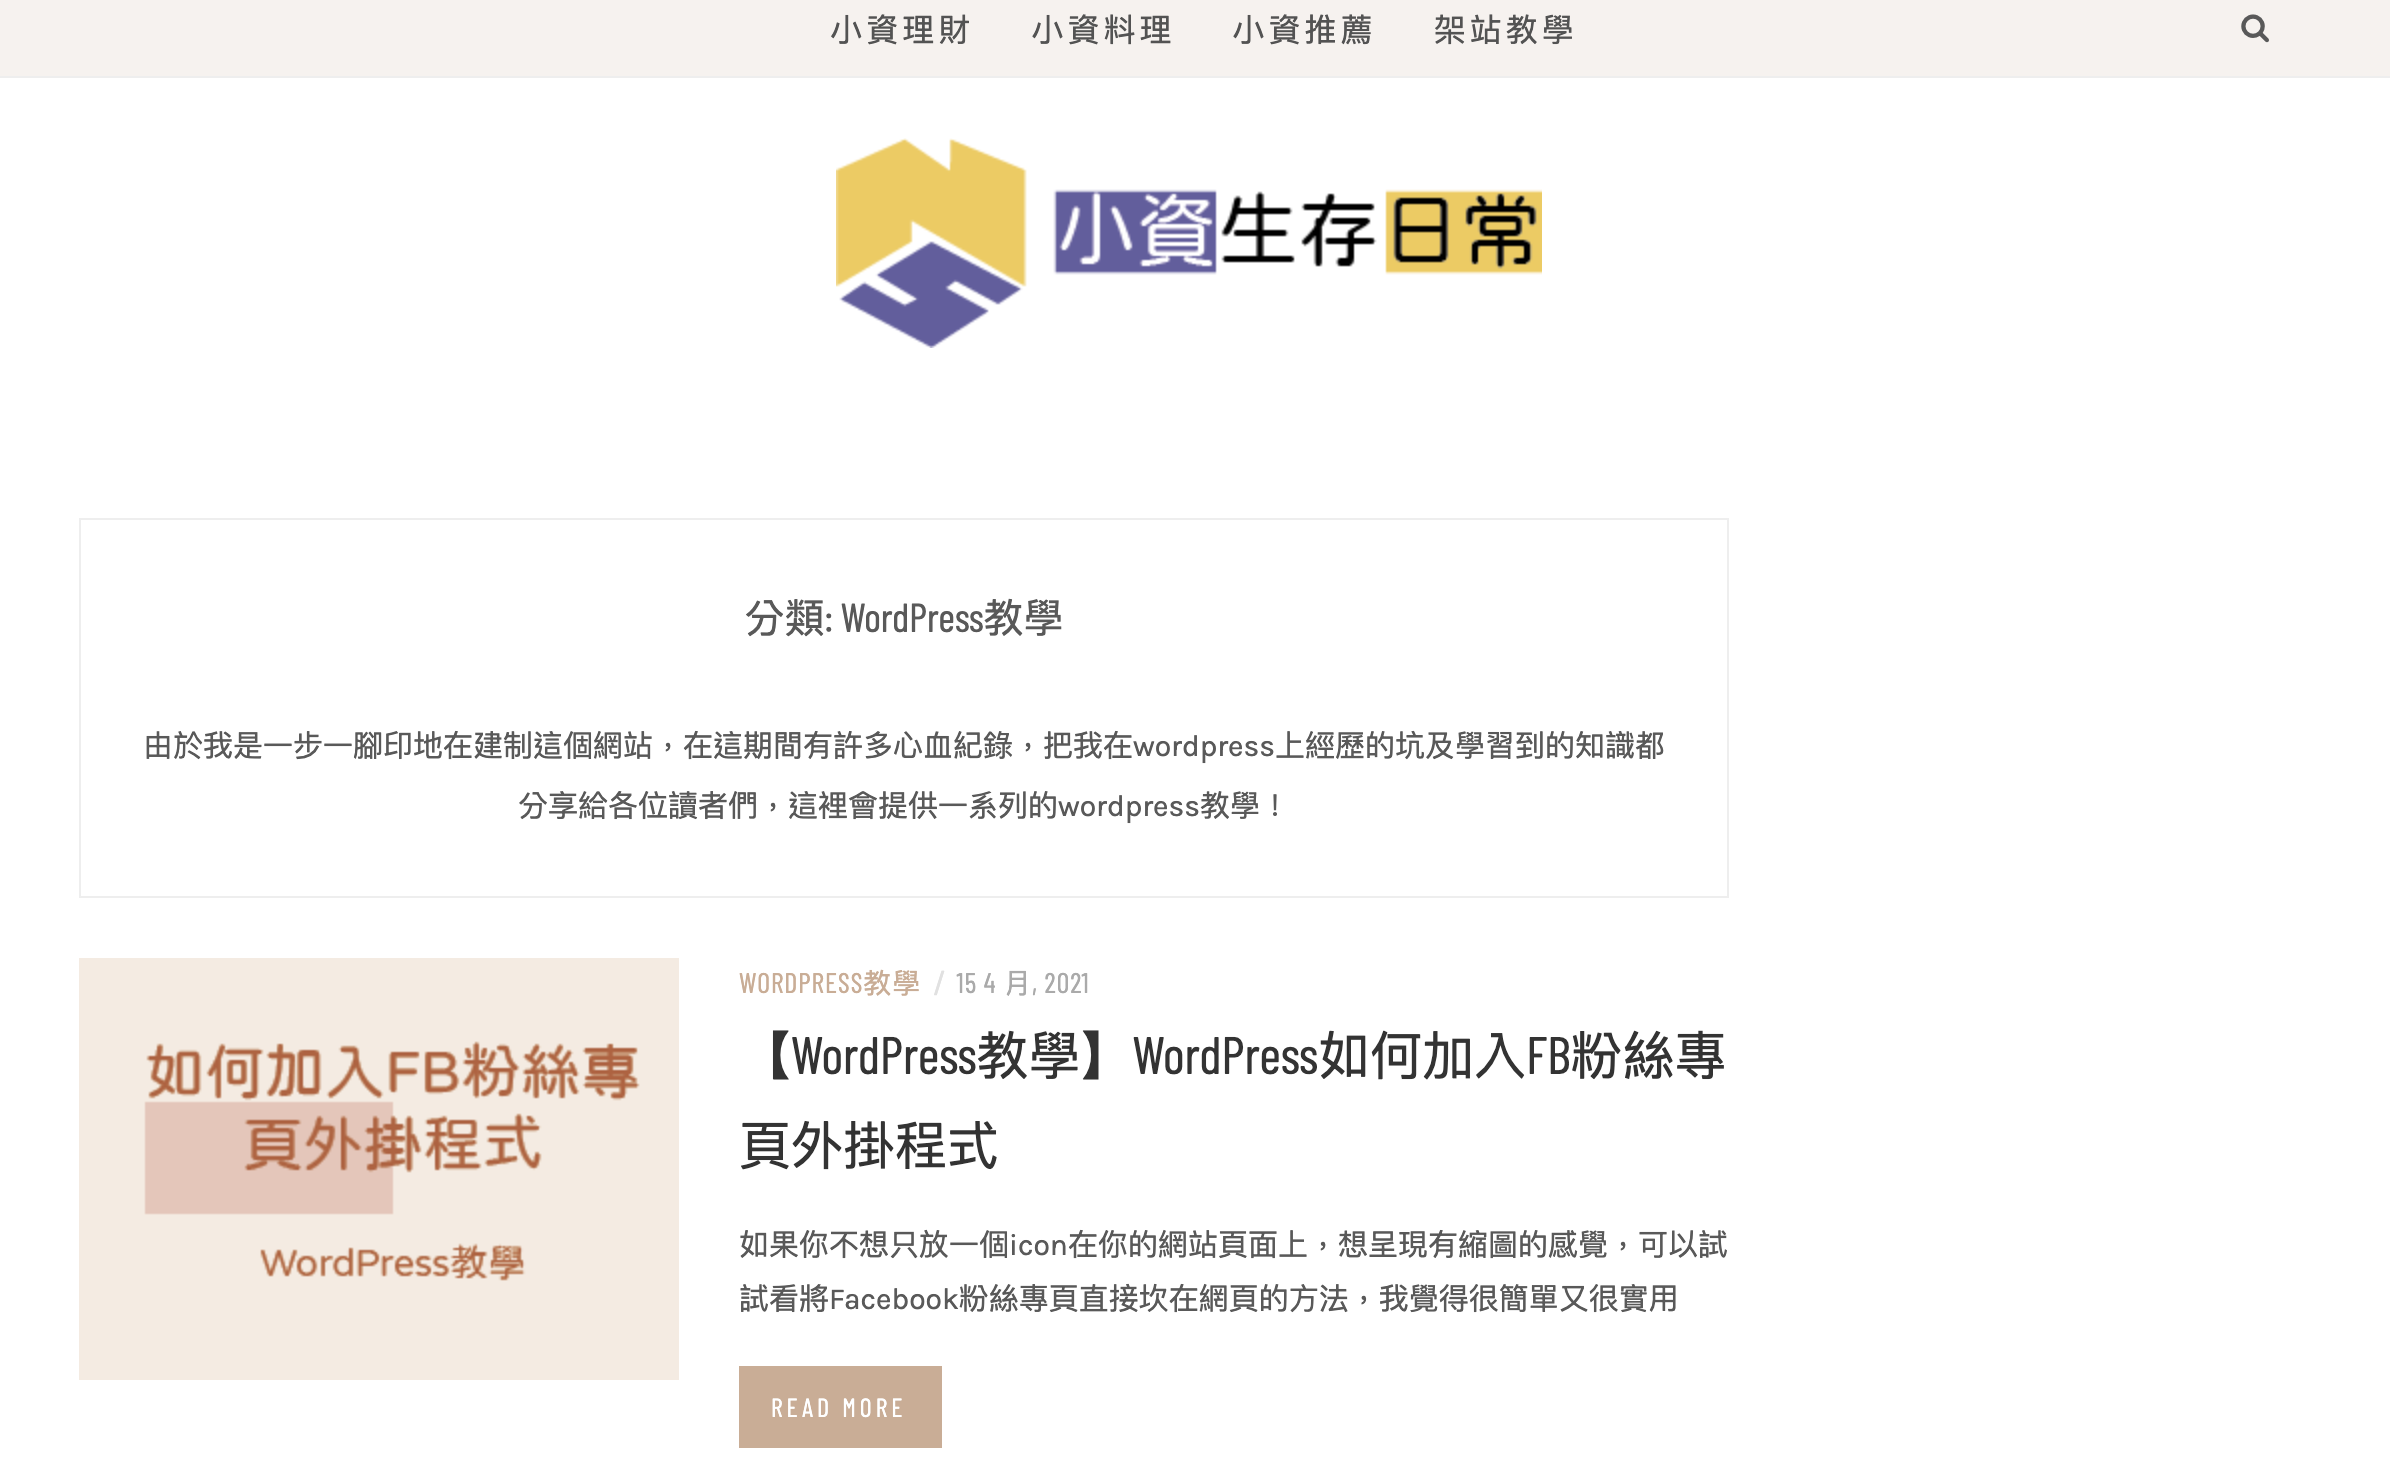 小資理財 小資料理 小資推薦 架站教學
小資生存日常
分類: WordPress教學
由於我是一步一腳印地在建制這個網站，在這期間有許多心血紀錄，把我在wordpress上經歷的坑及學習到的知識都
分享給各位讀者們，這裡會提供一系列的wordpress教學！
如何加入FB粉絲專
頁外掛程式
WordPress教學
WORDPRESS教學 / 15 4 月, 2021
【WordPress教學】WordPress如何加入FB粉絲專
頁外掛程式
如果你不想只放一個icon在你的網站頁面上，想呈現有縮圖的感覺，可以試
試看將Facebook粉絲專頁直接坎在網頁的方法，我覺得很簡單又很實用
READ MORE